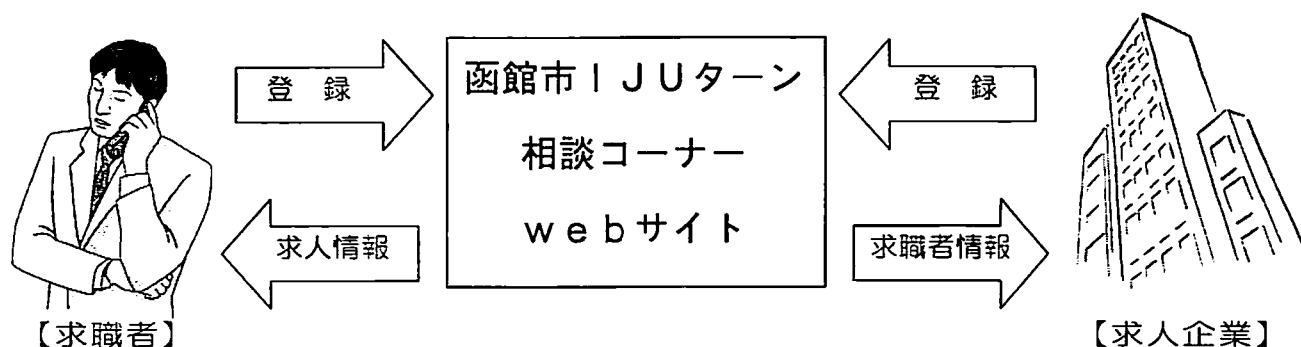 登　録
函館市ＩＪＵターン
相談コーナー
ｗｅｂサイト
登　録
求人情報
求職者情報
【求職者】
【求人企業】